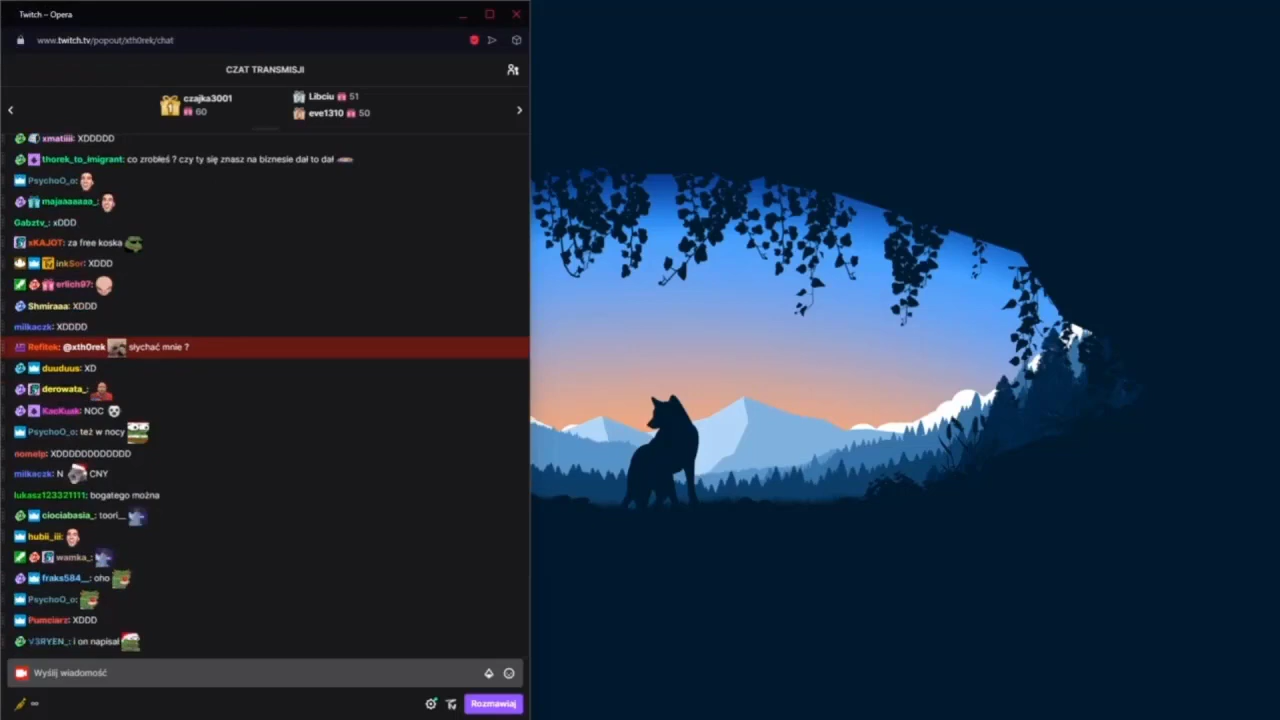 Twitch – Opera
www.twitch.tv/popout/xth0rek/chat
CZAT TRANSMISJI
czajka3001
60
Libciu 51
eve1310 50
xmatiiii: XDDDDD
thorek_to_imigrant: co zrobłeś ? czy ty się znasz na biznesie dał to dał
PsychoO_o:
majaaaaaaa_:
Gabztv_: xDDD
xKAJOT: za free koska
inkSor: XDDD
erlich97:
Shmiraaa: XDDD
milkaczk: XDDDD
Refitek: @xth0rek słychać mnie ?
duuduus: XD
derowata_:
KacKuak: NOC
PsychoO_o: też w nocy
nomelp: XDDDDDDDDDDDD
milkaczk: N CNY
lukasz123321111: bogatego można
ciociabasia_: toori__
hubii_iii:
wamka_:
fraks584__: oho
PsychoO_o:
Pumciarz: XDDD
V3RYEN_: i on napisał
Wyślij wiadomość
Rozmawiaj